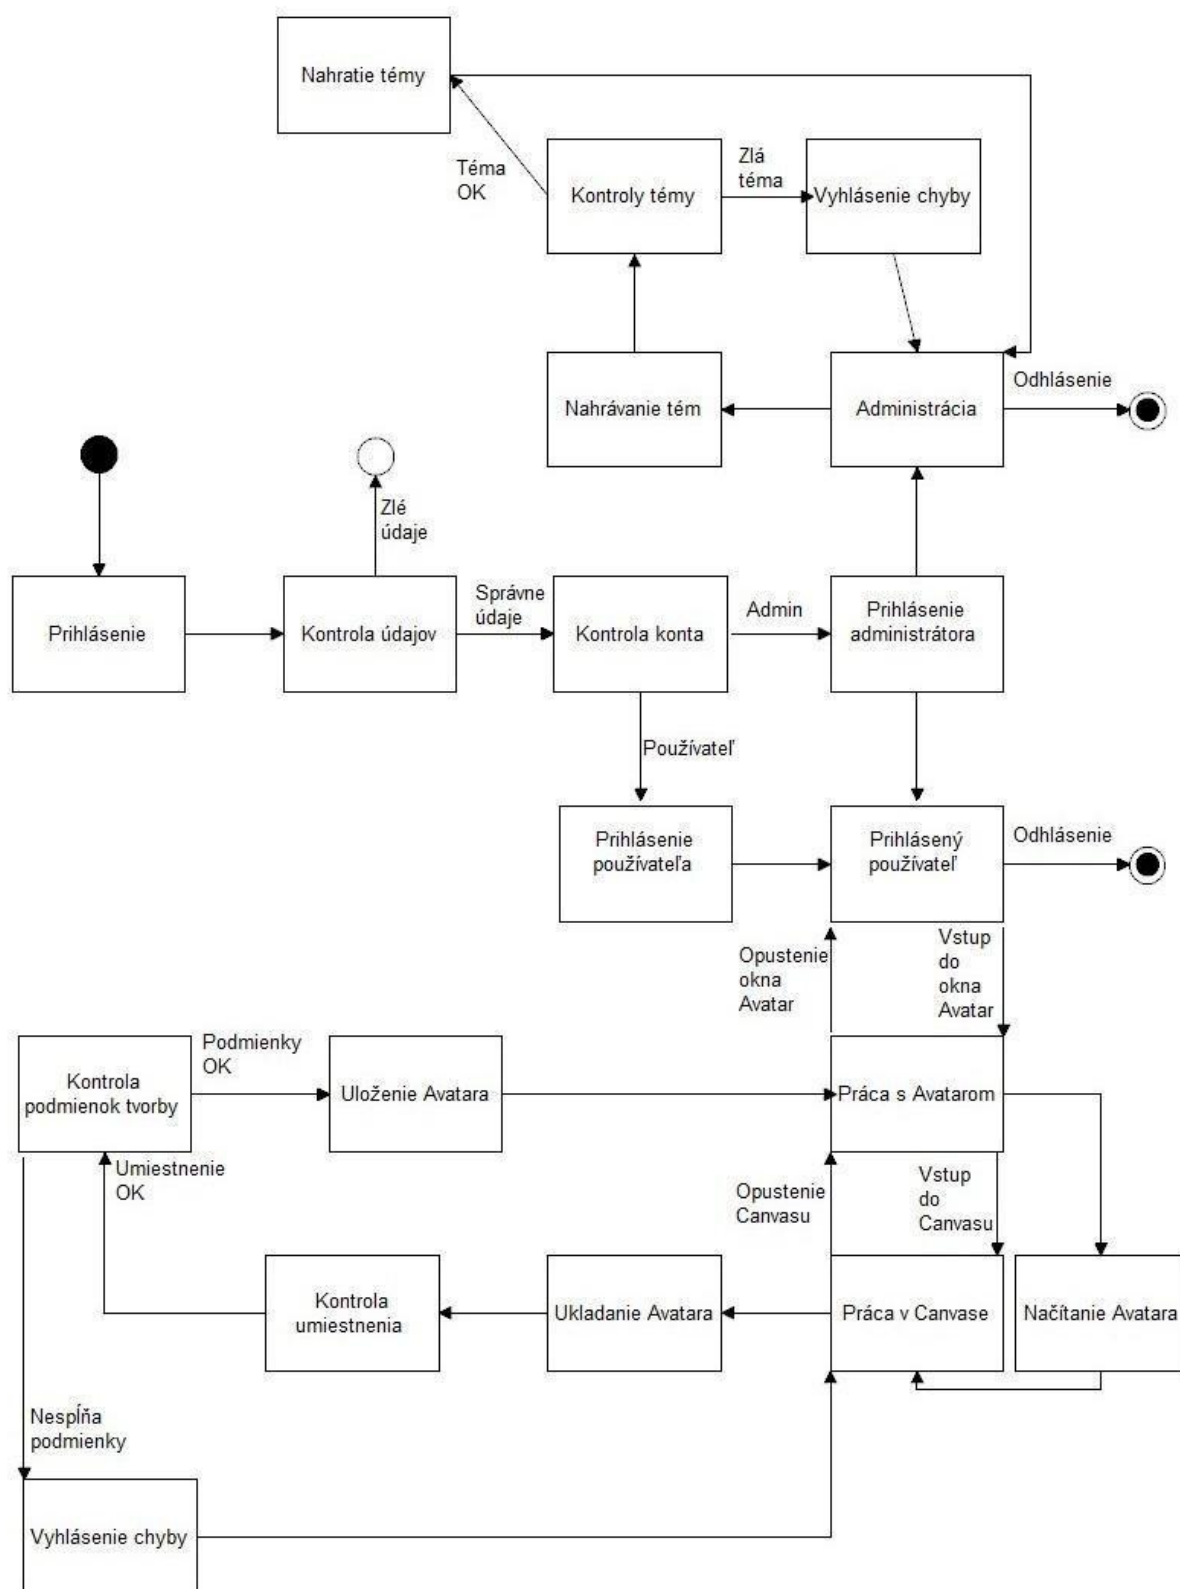 Nahratie témy
Téma
OK
Kontroly témy
Zlá
téma
Vyhlásenie chyby
Nahrávanie tém
Administrácia
Odhlásenie
Zlé
údaje
Prihlásenie
Kontrola údajov
Správne
údaje
Kontrola konta
Admin
Prihlásenie
administrátora
Používateľ
Prihlásenie
používateľa
Prihlásený
používateľ
Odhlásenie
Opustenie
okna
Avatar
Vstup
do
okna
Avatar
Kontrola
podmienok tvorby
Podmienky
OK
Uloženie Avatara
Práca s Avatarom
Umiestnenie
OK
Opustenie
Canvasu
Vstup
do
Canvasu
Kontrola
umiestnenia
Ukladanie Avatara
Práca v Canvase
Načítanie Avatara
Nespĺňa
podmienky
Vyhlásenie chyby